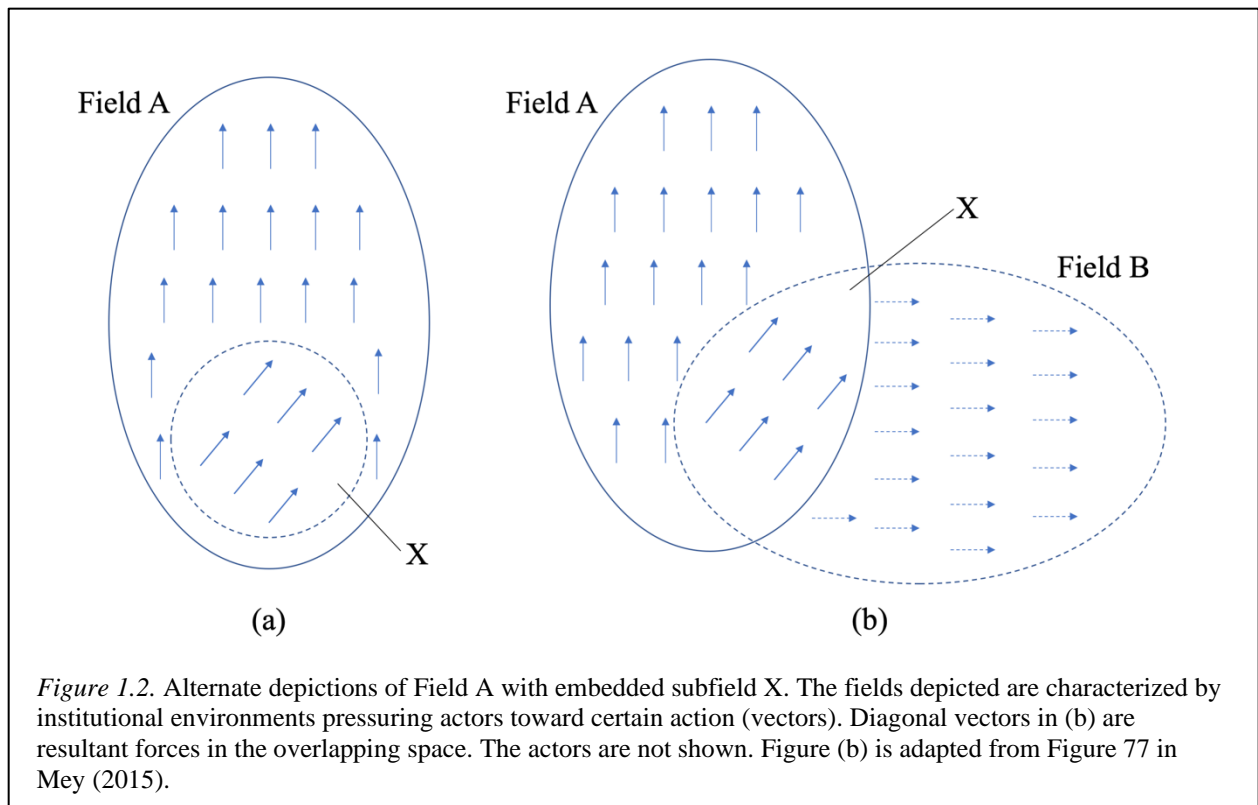 Field A
X
(a)
Field A
X
Field B
(b)
Figure 1.2. Alternate depictions of Field A with embedded subfield X. The fields depicted are characterized by
institutional environments pressuring actors toward certain action (vectors). Diagonal vectors in (b) are
resultant forces in the overlapping space. The actors are not shown. Figure (b) is adapted from Figure 77 in
Mey (2015).